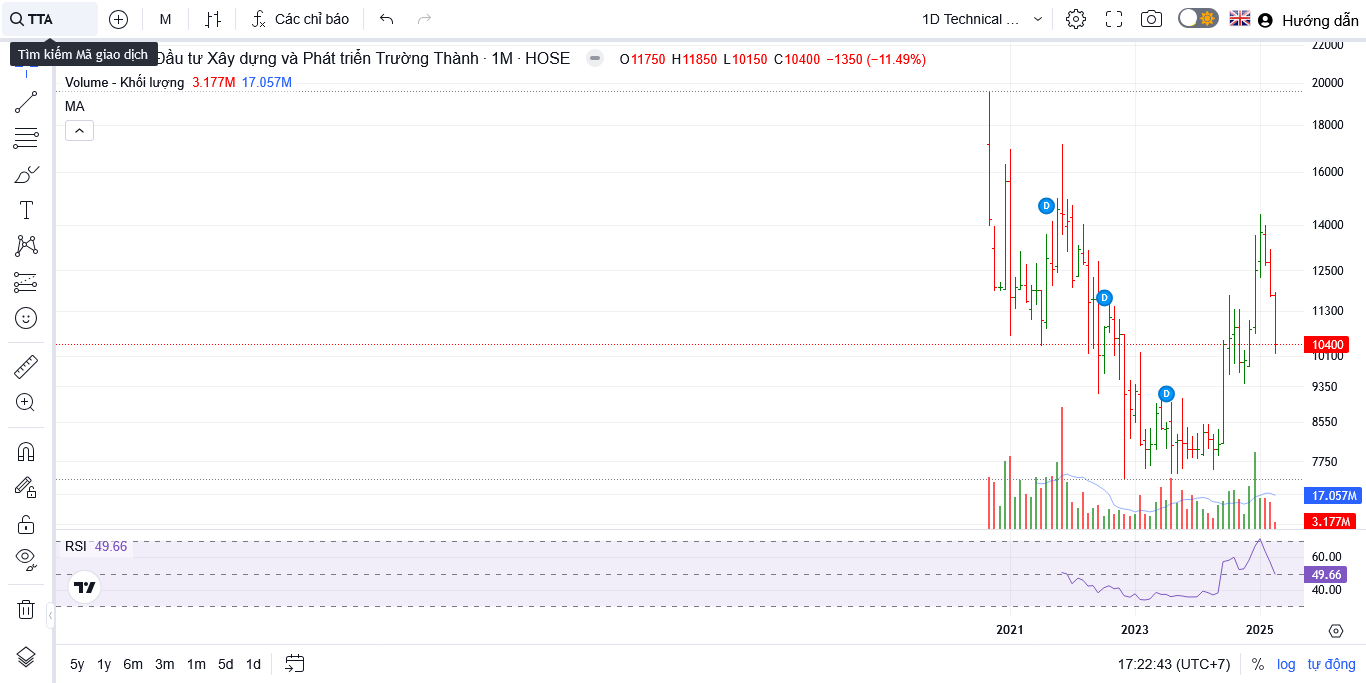 TTA
M
Các chỉ báo
1D Technical ...
Hướng dẫn
Tìm kiếm Mã giao dịch
Đầu tư Xây dựng và Phát triển Trường Thành · 1M · HOSE
O11750 H11850 L10150 C10400 −1350 (−11.49%)
Volume - Khối lượng 3.177M 17.057M
MA
22000
20000
18000
16000
14000
12500
11300
10400
10100
9350
8550
7750
17.057M
3.177M
D
D
D
RSI 49.66
60.00
49.66
40.00
2021
2023
2025
5y 1y 6m 3m 1m 5d 1d
17:22:43 (UTC+7)
% log tự động